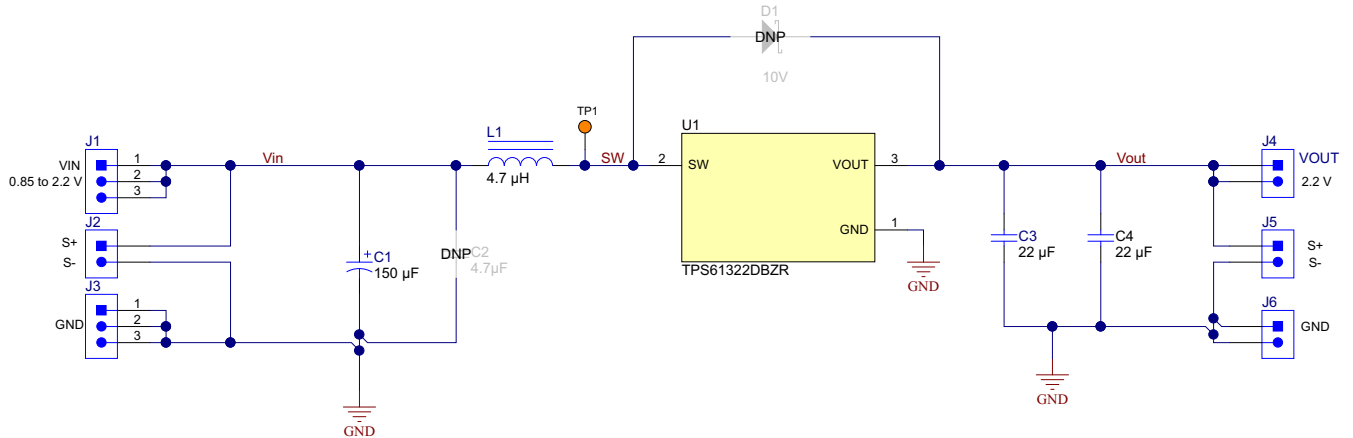 D1
DNP
10V
TP1
U1
L1
J1
VIN
1
Vin
SW
2
SW
VOUT
3
Vout
J4
VOUT
0.85 to 2.2 V
2
3
4.7 µH
2.2 V
J2
S+
S-
GND
1
J5
S+
S-
C1
+
150 µF
DNP
C2
4.7µF
C3
22 µF
C4
22 µF
TPS61322DBZR
GND
J3
1
GND
2
3
J6
GND
GND
GND